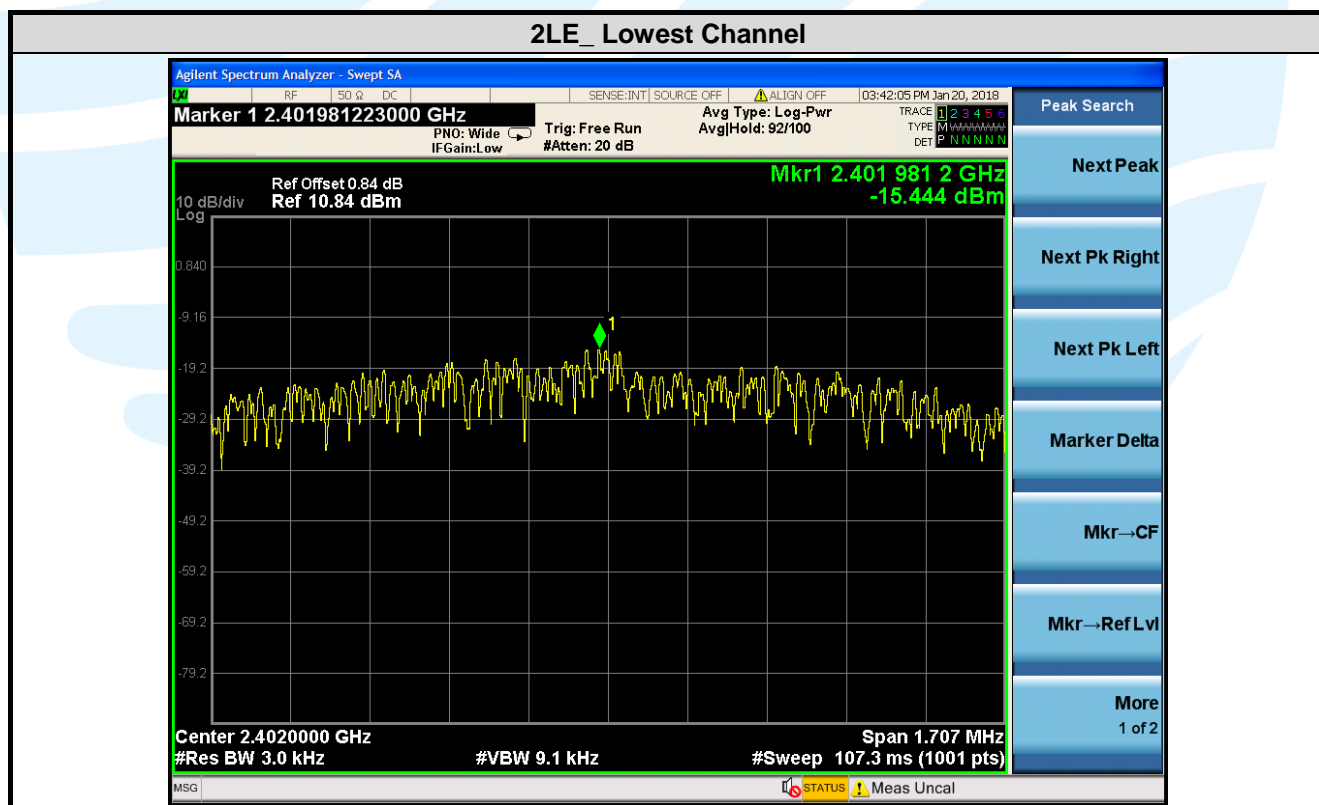 2LE_ Lowest Channel
Agilent Spectrum Analyzer - Swept SA
LXI RF 50 Ω DC SENSE:INT SOURCE OFF ALIGN OFF 03:42:05 PM Jan 20, 2018
Marker 1 2.401981223000 GHz
PNO: Wide
IFGain:Low
Trig: Free Run
#Atten: 20 dB
Avg Type: Log-Pwr
Avg|Hold: 92/100
TRACE 1 2 3 4 5 6
TYPE M W W W W W
DET P N N N N N
Peak Search
Mkr1 2.401 981 2 GHz
-15.444 dBm
Ref Offset 0.84 dB
10 dB/div Ref 10.84 dBm
Log
0.840
-9.16
-19.2
-29.2
-39.2
-49.2
-59.2
-69.2
-79.2
1
Center 2.4020000 GHz Span 1.707 MHz
#Res BW 3.0 kHz #VBW 9.1 kHz #Sweep 107.3 ms (1001 pts)
Next Peak
Next Pk Right
Next Pk Left
Marker Delta
Mkr→CF
Mkr→Ref Lvl
More
1 of 2
MSG STATUS Meas Uncal